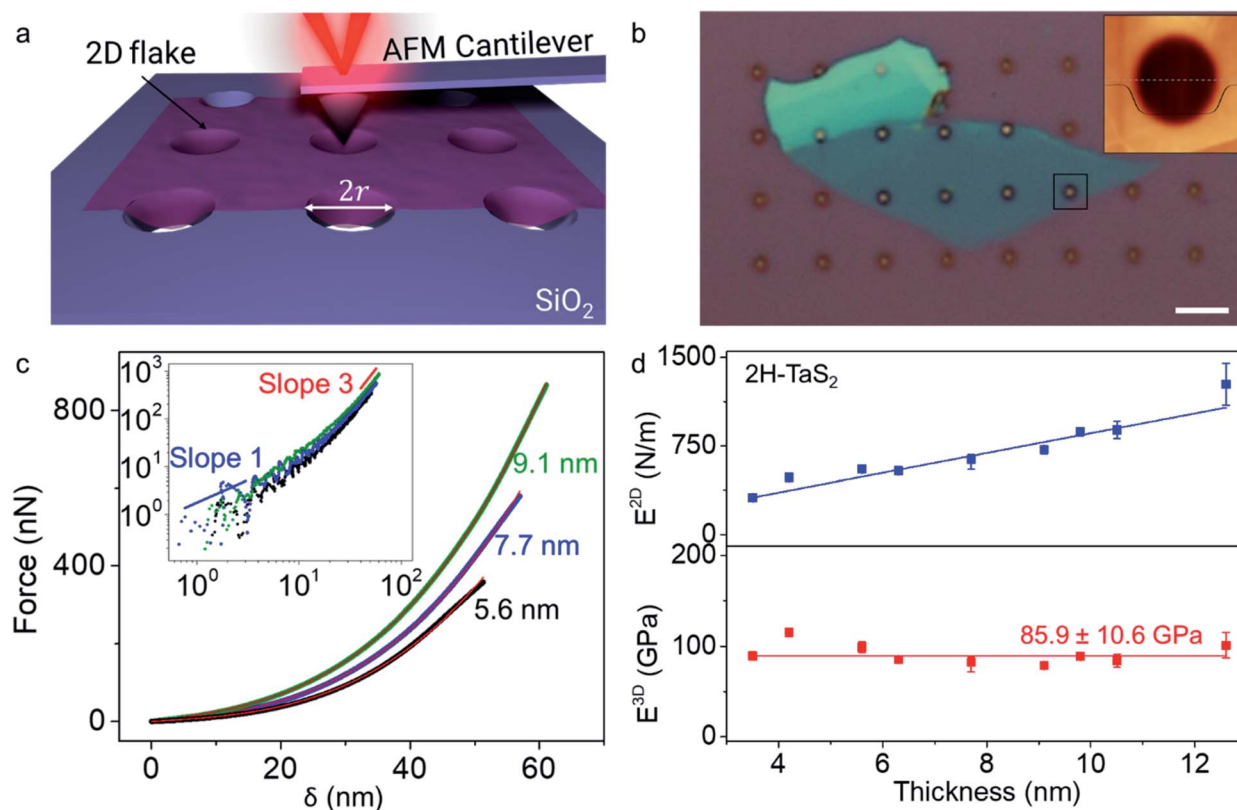 a
2D flake
AFM Cantilever
2r
SiO₂
b
c
Force (nN)
800
400
0
0
20
40
60
δ (nm)
10³
10²
10¹
10⁰
10⁰
10¹
10²
Slope 3
Slope 1
9.1 nm
7.7 nm
5.6 nm
d
2H-TaS₂
E²ᴰ (N/m)
1500
750
0
E³ᴰ (GPa)
200
100
0
85.9 ± 10.6 GPa
4
6
8
10
12
Thickness (nm)